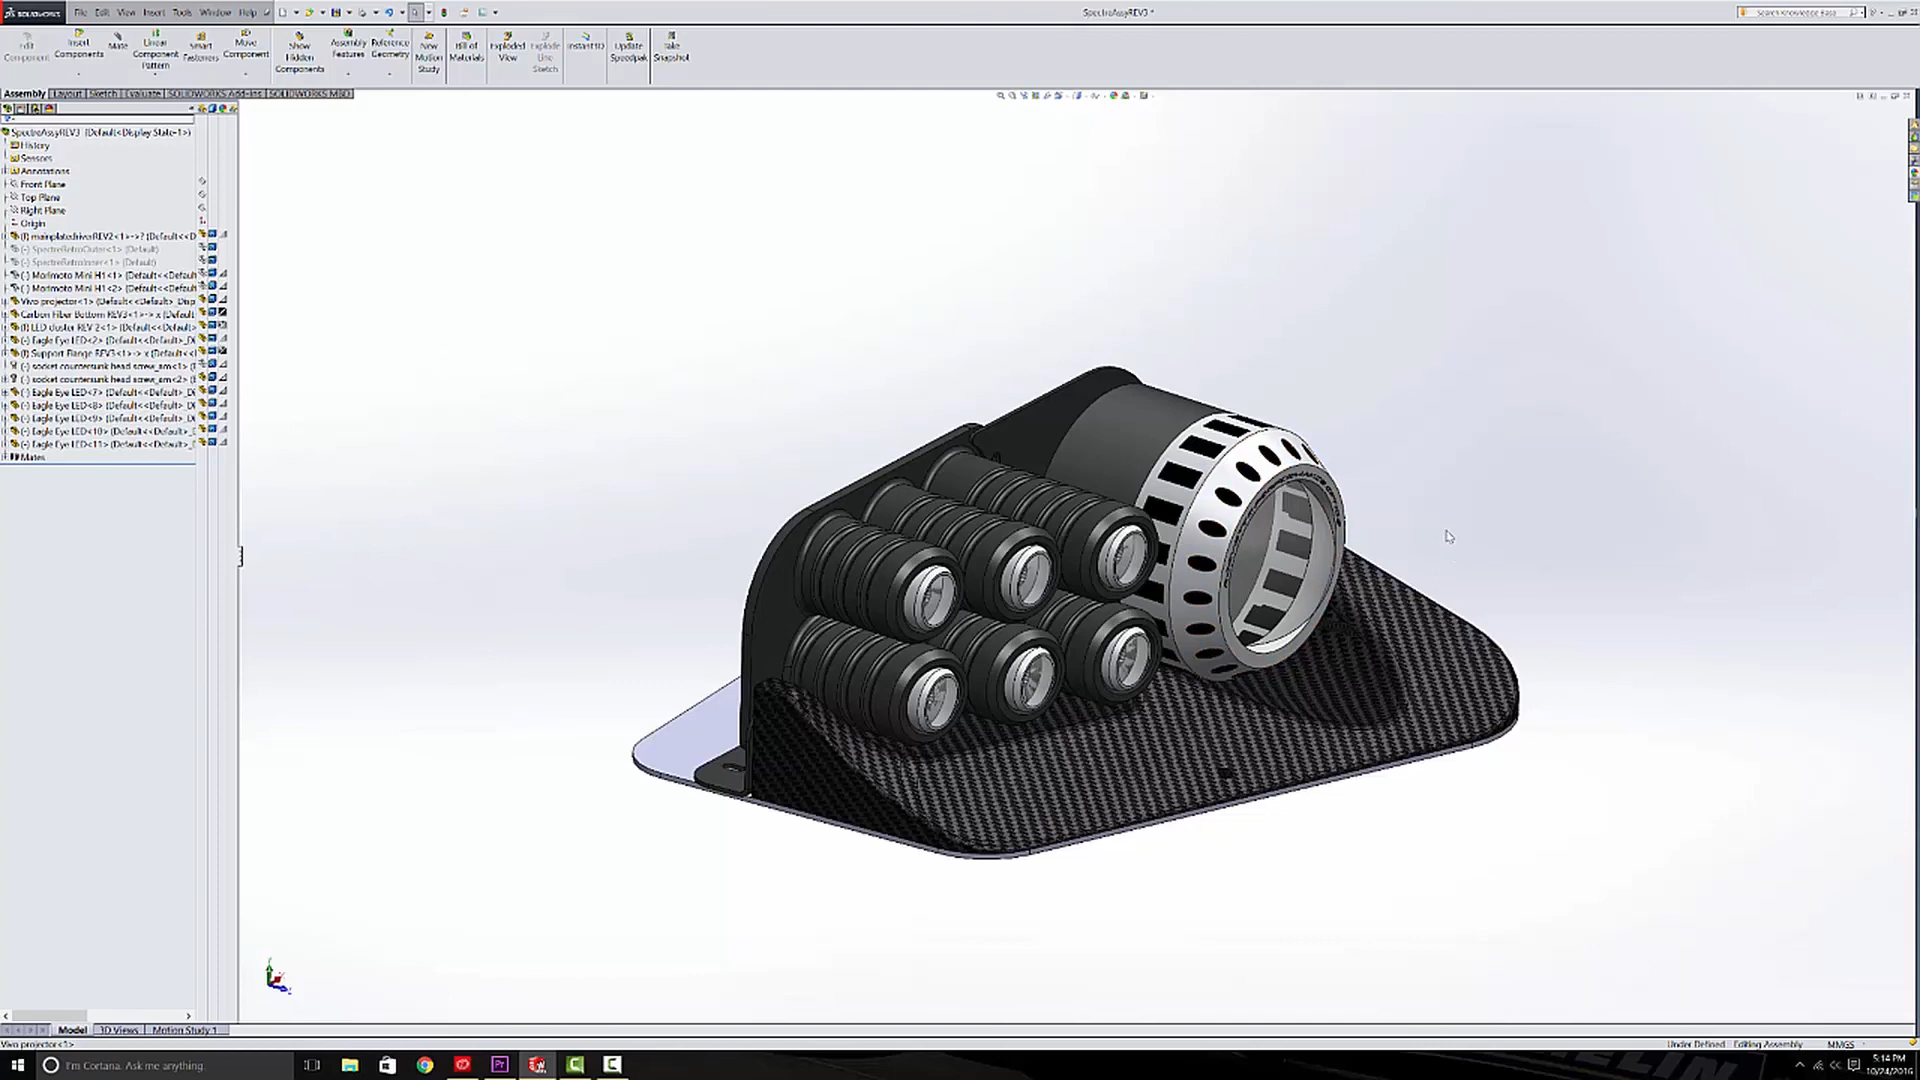 SOLIDWORKS File Edit View Insert Tools Window Help SpectreAssyREV3 * Search Knowledge Base
Edit Component
Insert Components
Mate
Linear Component Pattern
Smart Fasteners
Move Component
Show Hidden Components
Assembly Features
Reference Geometry
New Motion Study
Bill of Materials
Exploded View
Explode Line Sketch
Instant3D
Update Speedpak
Take Snapshot
Assembly Layout Sketch Evaluate SOLIDWORKS Add-Ins SOLIDWORKS MBD
SpectreAssyREV3 (Default<Display State-1>)
History
Sensors
Annotations
Front Plane
Top Plane
Right Plane
Origin
(f) mainplatedriverREV2<1>->? (Default<<D
(-) SpectreRetroOuter<1> (Default)
(-) SpectreRetroInner<1> (Default)
(-) Morimoto Mini H1<1> (Default<<Default
(-) Morimoto Mini H1<2> (Default<<Default
Vivo projector<1> (Default<<Default>_Disp
Carbon Fiber Bottom REV3<1>-> x (Default
(f) LED cluster REV 2<1> (Default<<Default
(-) Eagle Eye LED<2> (Default<<Default>_Di
(f) Support Flange REV3<1>-> x (Default<<
(-) socket countersunk head screw_am<1> (
(-) socket countersunk head screw_am<2> (
(-) Eagle Eye LED<7> (Default<<Default>_Di
(-) Eagle Eye LED<8> (Default<<Default>_Di
(-) Eagle Eye LED<9> (Default<<Default>_Di
(-) Eagle Eye LED<10> (Default<<Default>_
(-) Eagle Eye LED<11> (Default<<Default>_
Mates
Model 3D Views Motion Study 1
Vivo projector<1> Under Defined Editing Assembly MMGS
I'm Cortana. Ask me anything.
5:14 PM
10/24/2016